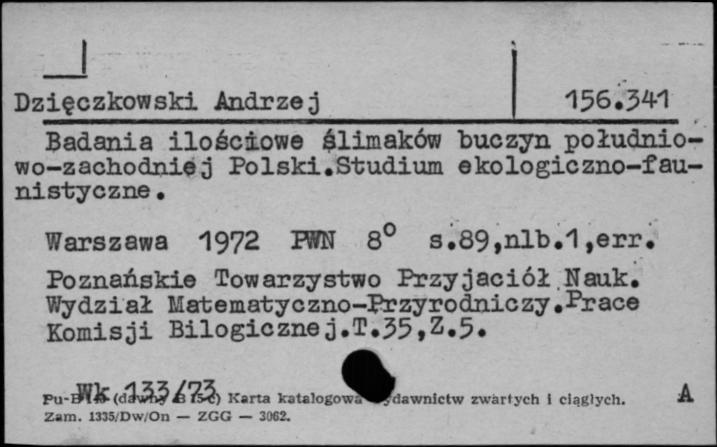 Dzięczkowski Andrzej 156.341
Badania ilościowe ślimaków buczyn południo-
wo-zachodniej Polski.Studium ekologiczno-fau-
nistyczne.
Warszawa 1972 PWN 8° s.89,nlb.1,err.
Poznańskie Towarzystwo Przyjaciół Nauk.
Wydział Matematyczno-Przyrodniczy.Prace
Komisji Bilogicznej.T.35,Z.5.
Wk 133/73
(dawny Karta katalogowa wydawnictw zwartych i ciągłych. A
Zam. 1335/Dw/On — ZGG — 3062.